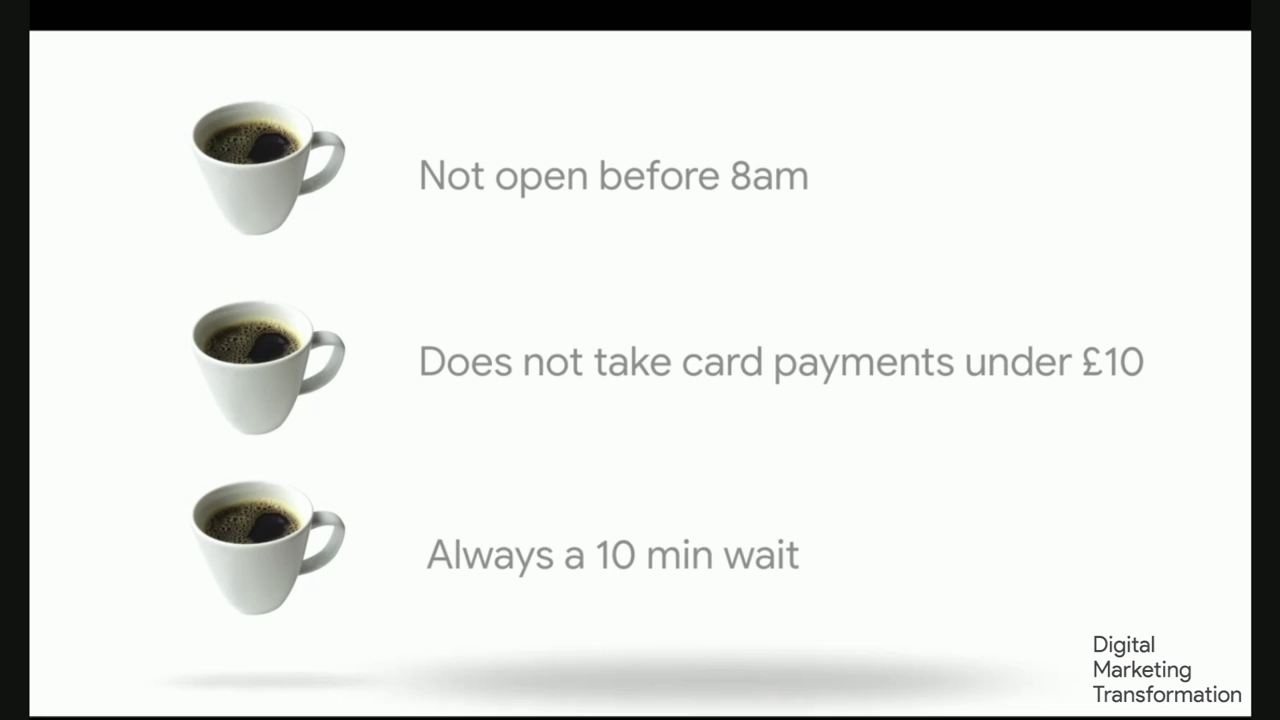 Not open before 8am
Does not take card payments under £10
Always a 10 min wait
Digital
Marketing
Transformation